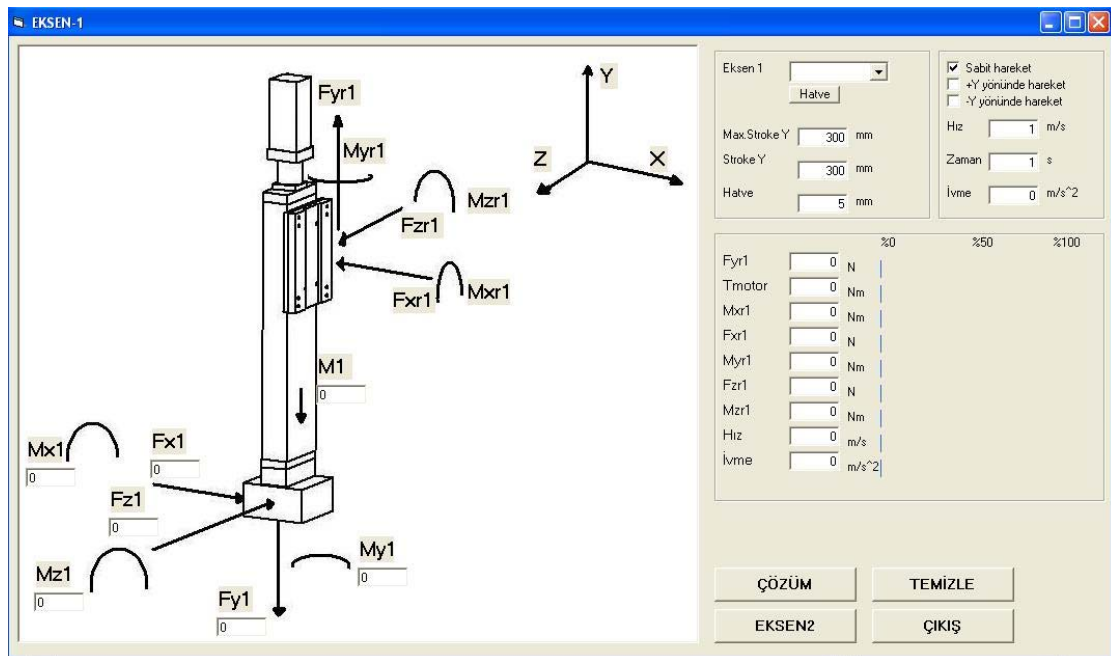 EKSEN-1
Fyr1
Myr1
Mzr1
Fzr1
Fxr1
Mxr1
Y
Z
X
M1
0
Mx1
0
Fx1
0
Fz1
0
Mz1
0
My1
0
Fy1
0
Eksen 1
Hatve
Max.Stroke Y 300 mm
Stroke Y 300 mm
Hatve 5 mm
Sabit hareket
+Y yönünde hareket
-Y yönünde hareket
Hız 1 m/s
Zaman 1 s
İvme 0 m/s^2
%0 %50 %100
Fyr1 0 N
Tmotor 0 Nm
Mxr1 0 Nm
Fxr1 0 N
Myr1 0 Nm
Fzr1 0 N
Mzr1 0 Nm
Hız 0 m/s
İvme 0 m/s^2
ÇÖZÜM TEMİZLE
EKSEN2 ÇIKIŞ